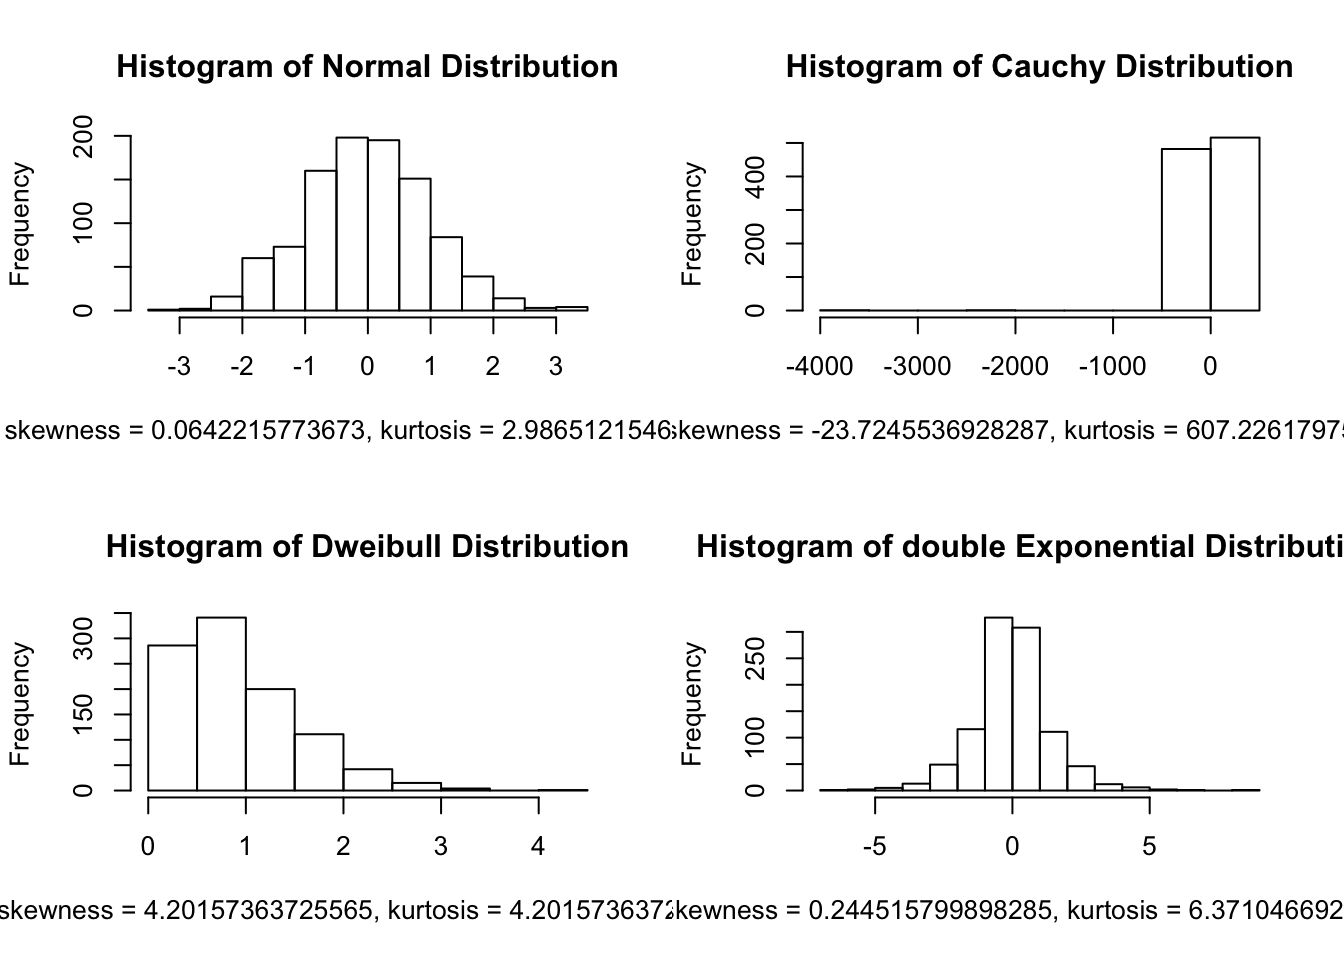 Histogram of Normal Distribution
Frequency
200
100
0
-3 -2 -1 0 1 2 3
skewness = 0.0642215773673, kurtosis = 2.9865121546
Histogram of Cauchy Distribution
Frequency
400
200
0
-4000 -3000 -2000 -1000 0
kewness = -23.7245536928287, kurtosis = 607.22617975
Histogram of Dweibull Distribution
Frequency
300
150
0
0 1 2 3 4
skewness = 4.20157363725565, kurtosis = 4.2015736372
Histogram of double Exponential Distributi
Frequency
250
100
0
-5 0 5
kewness = 0.244515799898285, kurtosis = 6.371046692